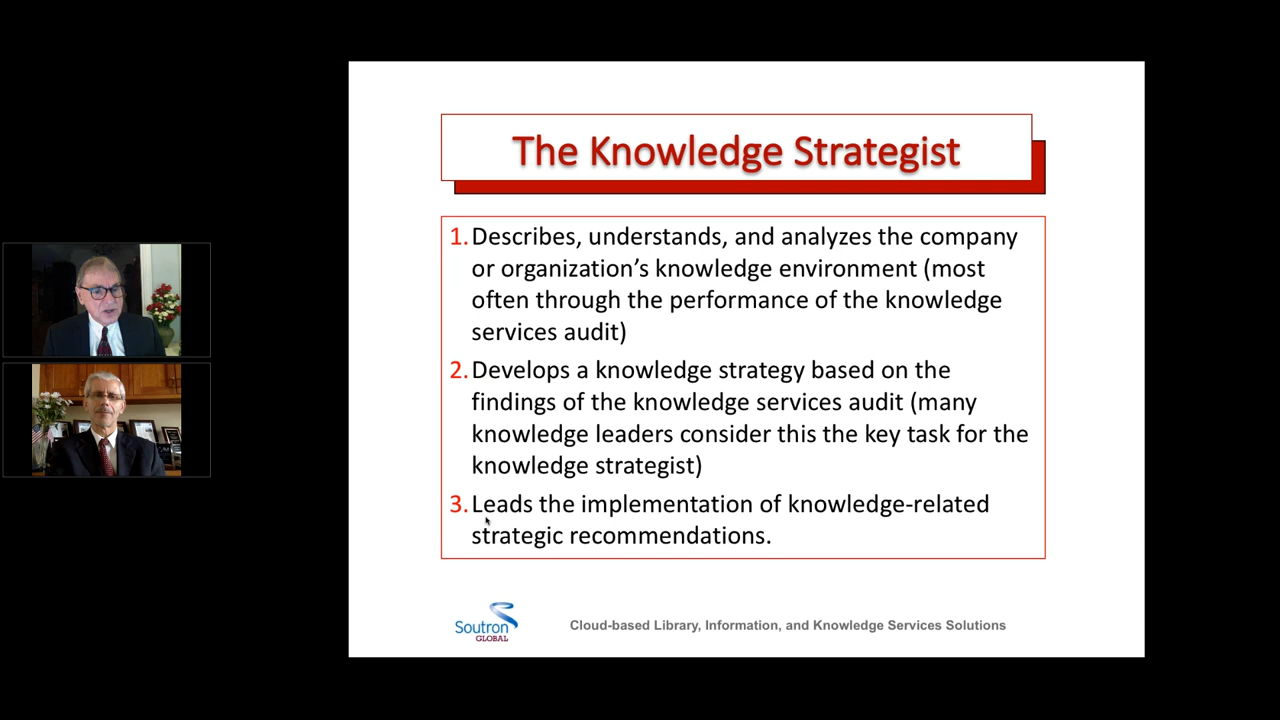 The Knowledge Strategist
1. Describes, understands, and analyzes the company
or organization’s knowledge environment (most
often through the performance of the knowledge
services audit)
2. Develops a knowledge strategy based on the
findings of the knowledge services audit (many
knowledge leaders consider this the key task for the
knowledge strategist)
3. Leads the implementation of knowledge-related
strategic recommendations.
Soutron
GLOBAL
Cloud-based Library, Information, and Knowledge Services Solutions